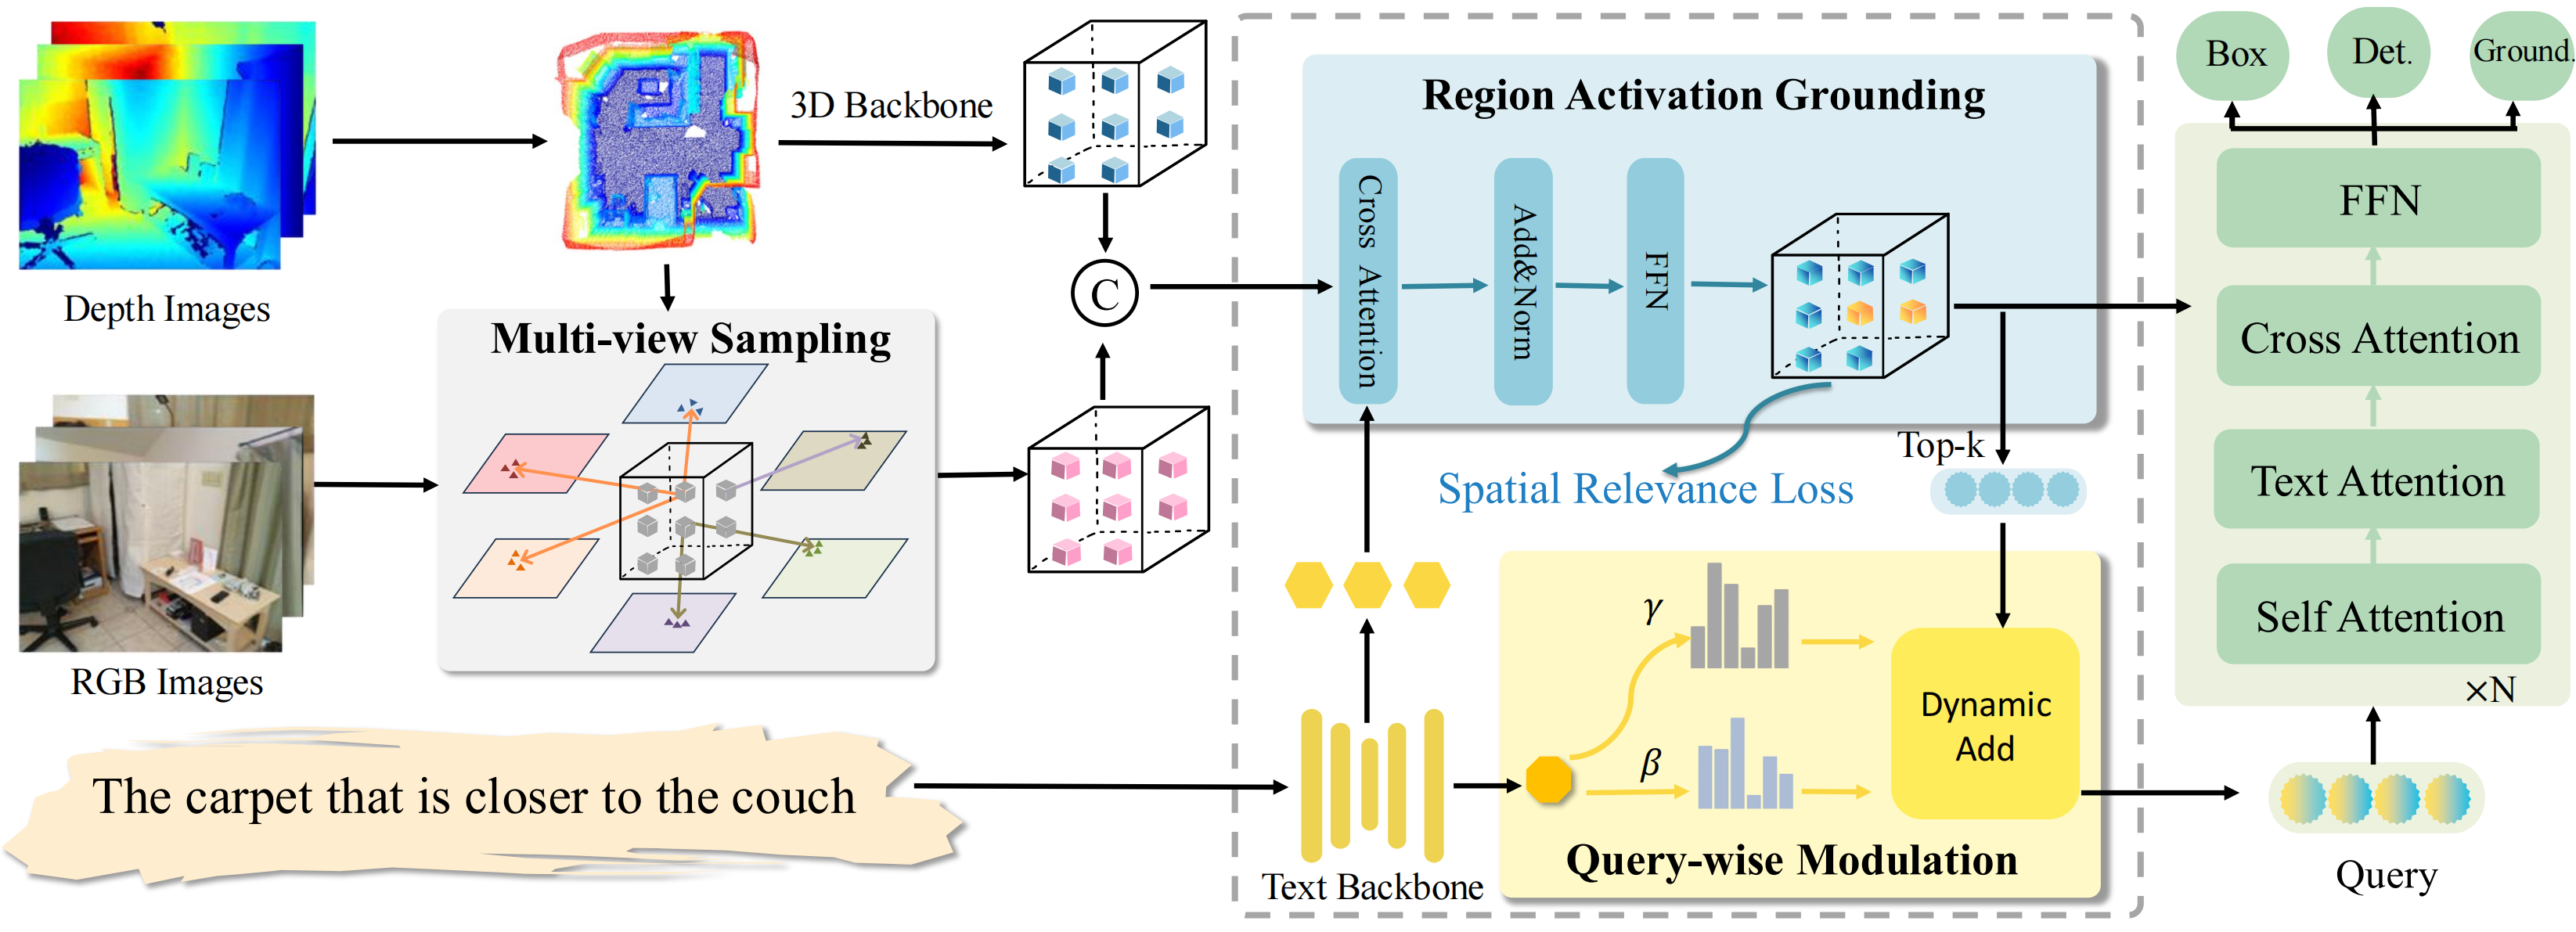 Depth Images
3D Backbone
Multi-view Sampling
RGB Images
The carpet that is closer to the couch
C
Region Activation Grounding
Cross Attention
Add&Norm
FFN
Spatial Relevance Loss
Top-k
γ
β
Dynamic
Add
Query-wise Modulation
Text Backbone
Box
Det.
Ground.
FFN
Cross Attention
Text Attention
Self Attention
×N
Query